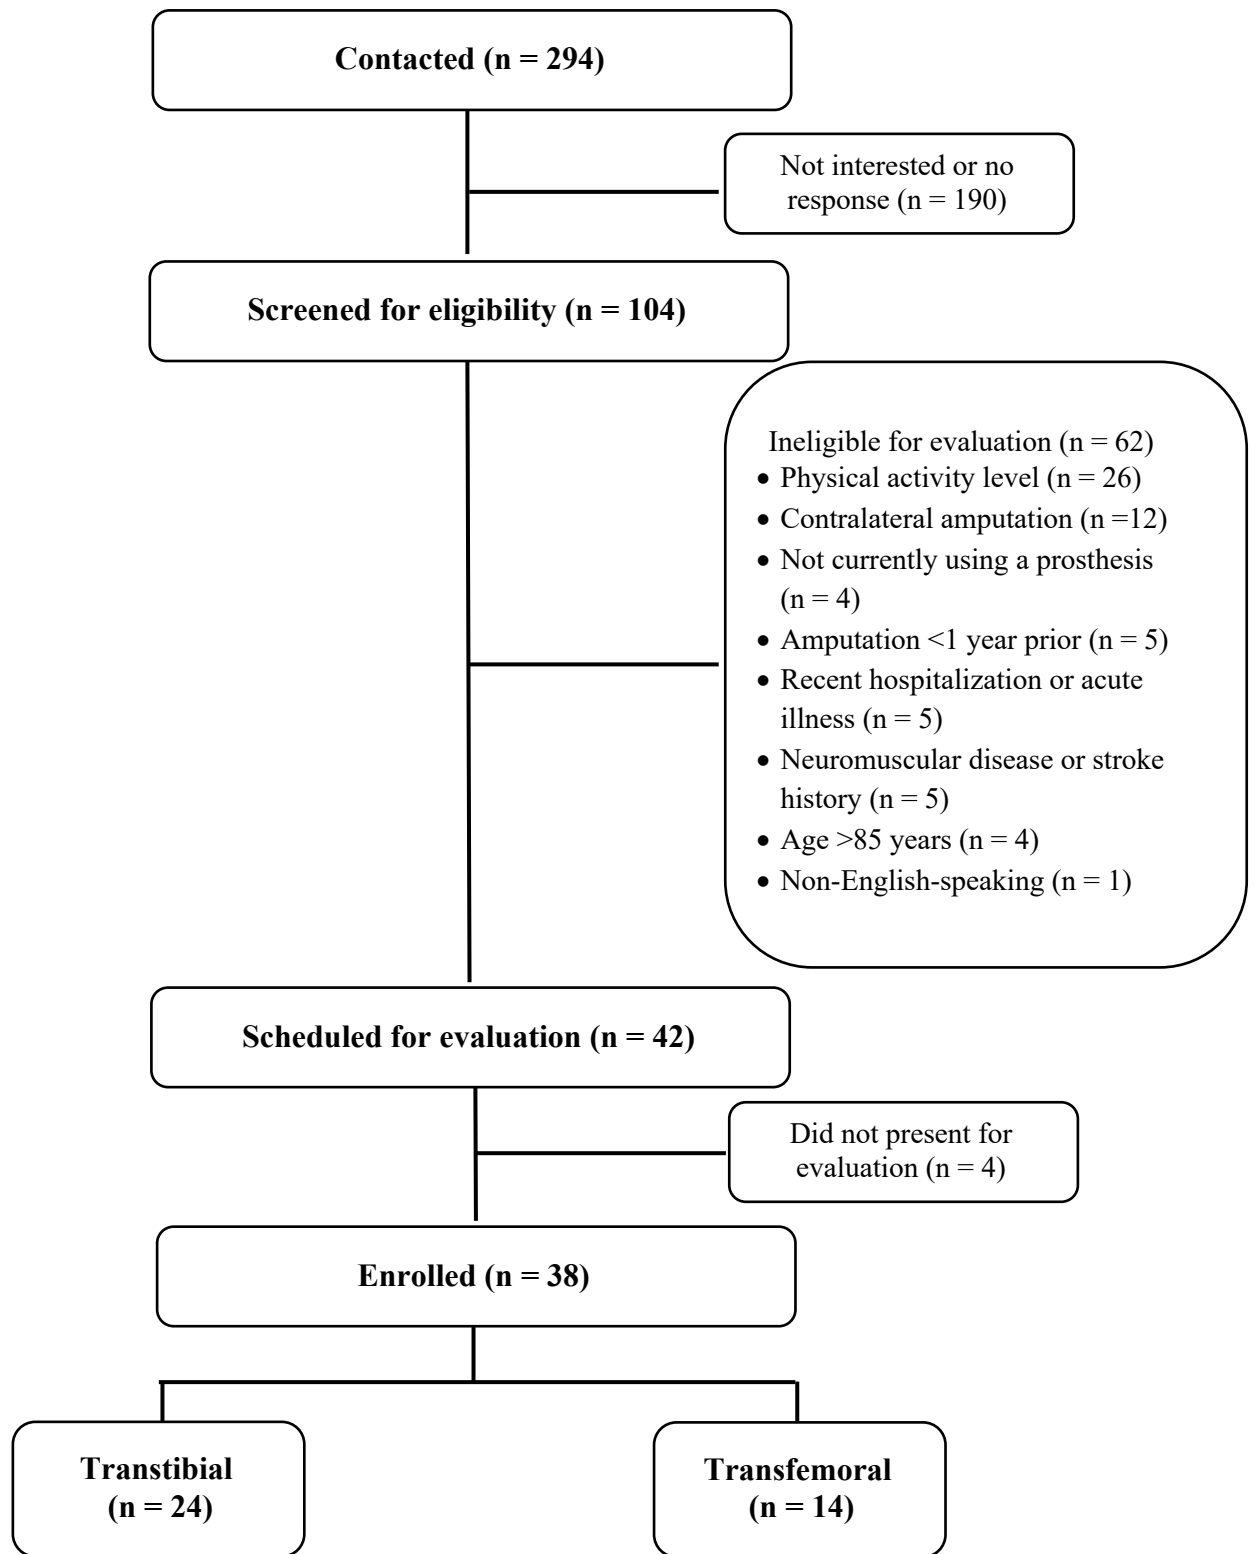 Contacted (n = 294)
Not interested or no
response (n = 190)
Screened for eligibility (n = 104)
Ineligible for evaluation (n = 62)
• Physical activity level (n = 26)
• Contralateral amputation (n =12)
• Not currently using a prosthesis
(n = 4)
• Amputation <1 year prior (n = 5)
• Recent hospitalization or acute
illness (n = 5)
• Neuromuscular disease or stroke
history (n = 5)
• Age >85 years (n = 4)
• Non-English-speaking (n = 1)
Scheduled for evaluation (n = 42)
Did not present for
evaluation (n = 4)
Enrolled (n = 38)
Transtibial
(n = 24)
Transfemoral
(n = 14)